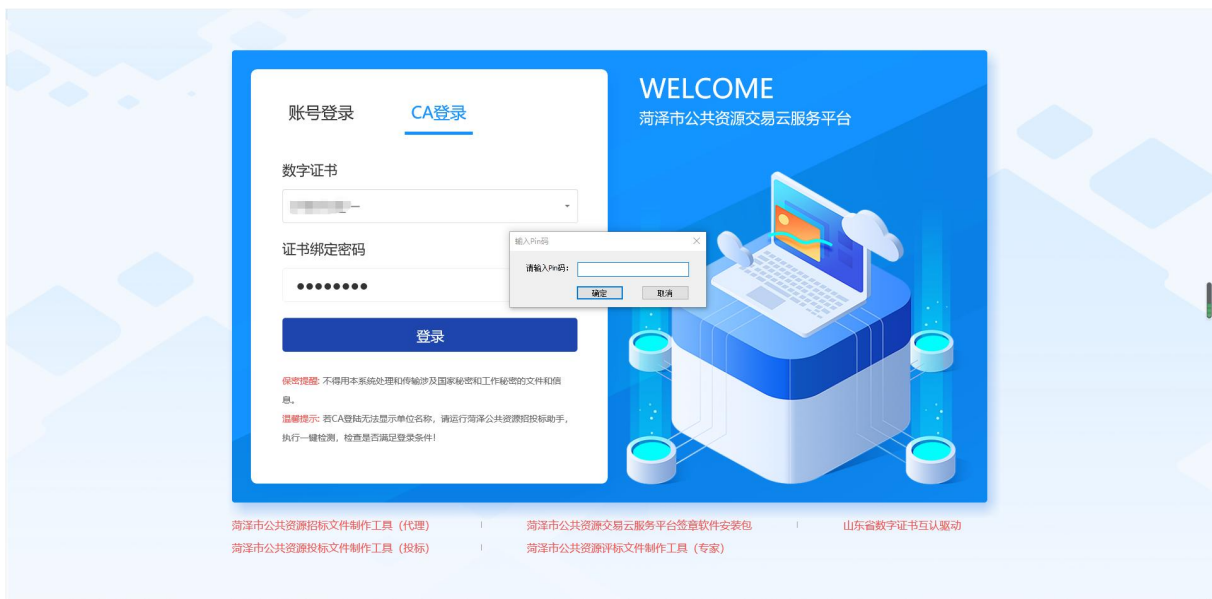 账号登录
CA登录
WELCOME
菏泽市公共资源交易云服务平台
数字证书
证书绑定密码
输入Pin码
请输入Pin码：
确定
取消
登录
保密提醒: 不得用本系统处理和传输涉及国家秘密和工作秘密的文件和信
息。
温馨提示: 若CA登陆无法显示单位名称，请运行菏泽公共资源招投标助手，
执行一键检测，检查是否满足登录条件!
菏泽市公共资源招标文件制作工具（代理）
菏泽市公共资源交易云服务平台签章软件安装包
山东省数字证书互认驱动
菏泽市公共资源投标文件制作工具（投标）
菏泽市公共资源评标文件制作工具（专家）